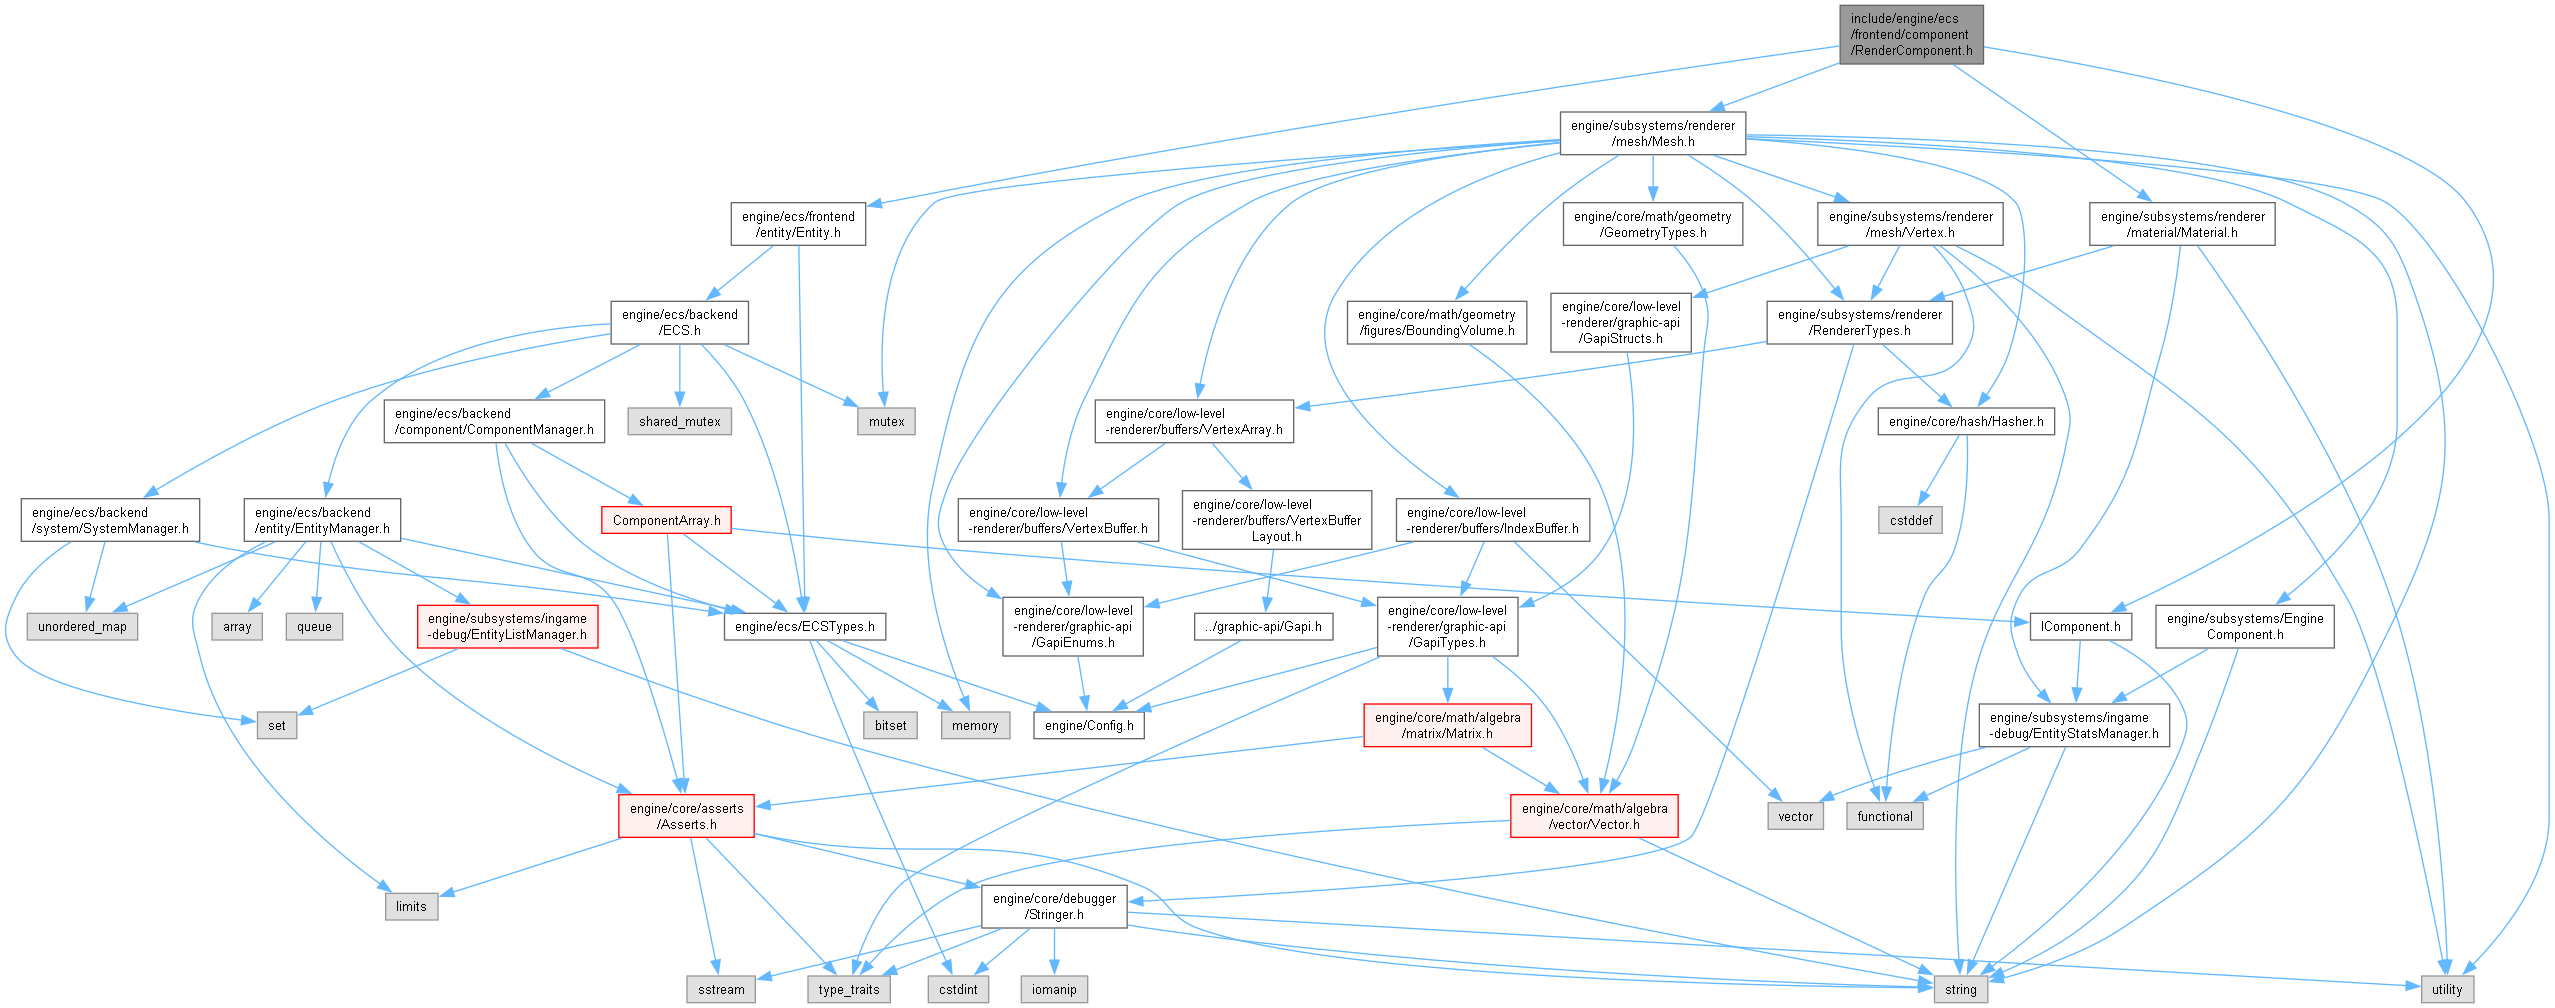 include/engine/ecs
/frontend/component
/RenderComponent.h
engine/subsystems/renderer
/mesh/Mesh.h
engine/ecs/frontend
/entity/Entity.h
engine/core/math/geometry
/GeometryTypes.h
engine/subsystems/renderer
/mesh/Vertex.h
engine/subsystems/renderer
/material/Material.h
engine/ecs/backend
/ECS.h
engine/core/math/geometry
/figures/BoundingVolume.h
engine/core/low-level
-renderer/graphic-api
/GapiStructs.h
engine/subsystems/renderer
/RendererTypes.h
engine/ecs/backend
/component/ComponentManager.h
shared_mutex
mutex
engine/core/low-level
-renderer/buffers/VertexArray.h
engine/core/hash/Hasher.h
engine/ecs/backend
/system/SystemManager.h
engine/ecs/backend
/entity/EntityManager.h
ComponentArray.h
engine/core/low-level
-renderer/buffers/VertexBuffer.h
engine/core/low-level
-renderer/buffers/VertexBuffer
Layout.h
engine/core/low-level
-renderer/buffers/IndexBuffer.h
cstddef
unordered_map
array
queue
engine/subsystems/ingame
-debug/EntityListManager.h
engine/ecs/ECSTypes.h
engine/core/low-level
-renderer/graphic-api
/GapiEnums.h
../graphic-api/Gapi.h
engine/core/low-level
-renderer/graphic-api
/GapiTypes.h
IComponent.h
engine/subsystems/Engine
Component.h
set
bitset
memory
engine/Config.h
engine/core/math/algebra
/matrix/Matrix.h
engine/subsystems/ingame
-debug/EntityStatsManager.h
engine/core/asserts
/Asserts.h
engine/core/math/algebra
/vector/Vector.h
vector
functional
limits
engine/core/debugger
/Stringer.h
sstream
type_traits
cstdint
iomanip
string
utility